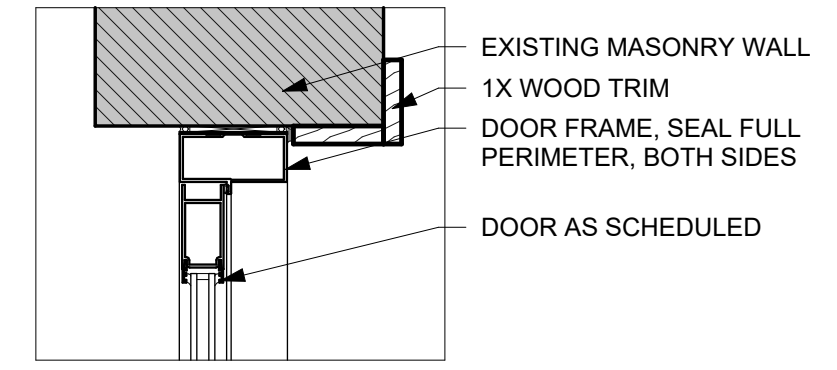 EXISTING MASONRY WALL
1X WOOD TRIM
DOOR FRAME, SEAL FULL
PERIMETER, BOTH SIDES
DOOR AS SCHEDULED